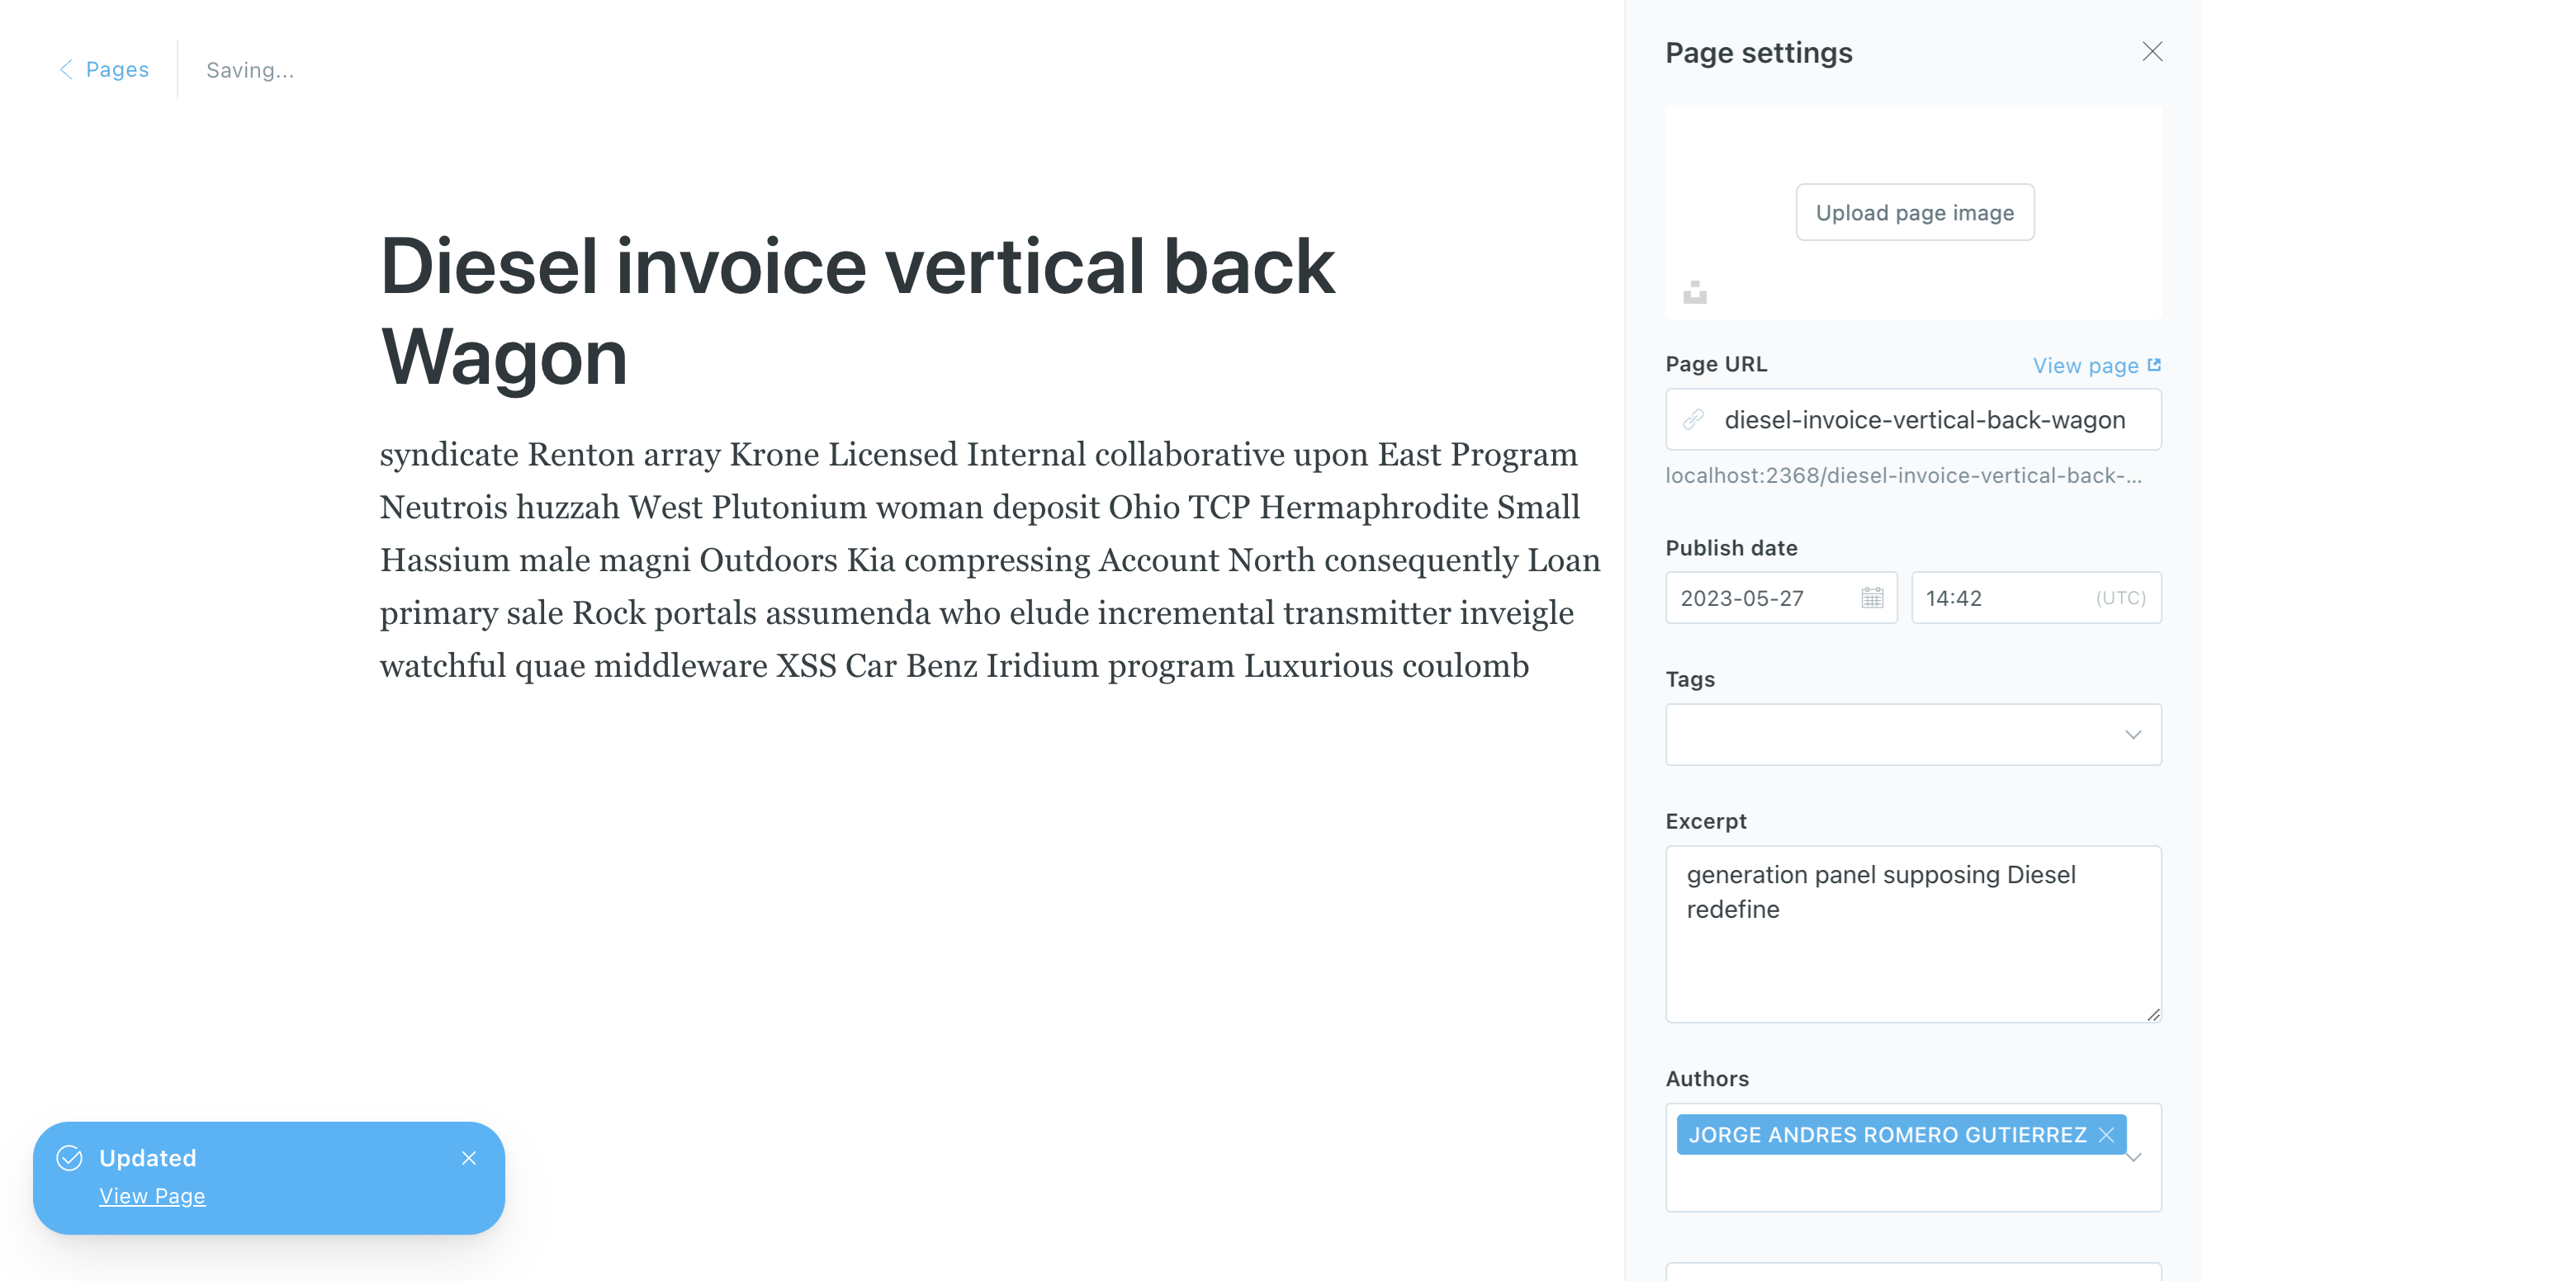 Pages
Saving...
Diesel invoice vertical back
Wagon
syndicate Renton array Krone Licensed Internal collaborative upon East Program
Neutrois huzzah West Plutonium woman deposit Ohio TCP Hermaphrodite Small
Hassium male magni Outdoors Kia compressing Account North consequently Loan
primary sale Rock portals assumenda who elude incremental transmitter inveigle
watchful quae middleware XSS Car Benz Iridium program Luxurious coulomb
Updated
View Page
Page settings
Upload page image
Page URL
View page
diesel-invoice-vertical-back-wagon
localhost:2368/diesel-invoice-vertical-back-...
Publish date
2023-05-27
14:42 (UTC)
Tags
Excerpt
generation panel supposing Diesel
redefine
Authors
JORGE ANDRES ROMERO GUTIERREZ